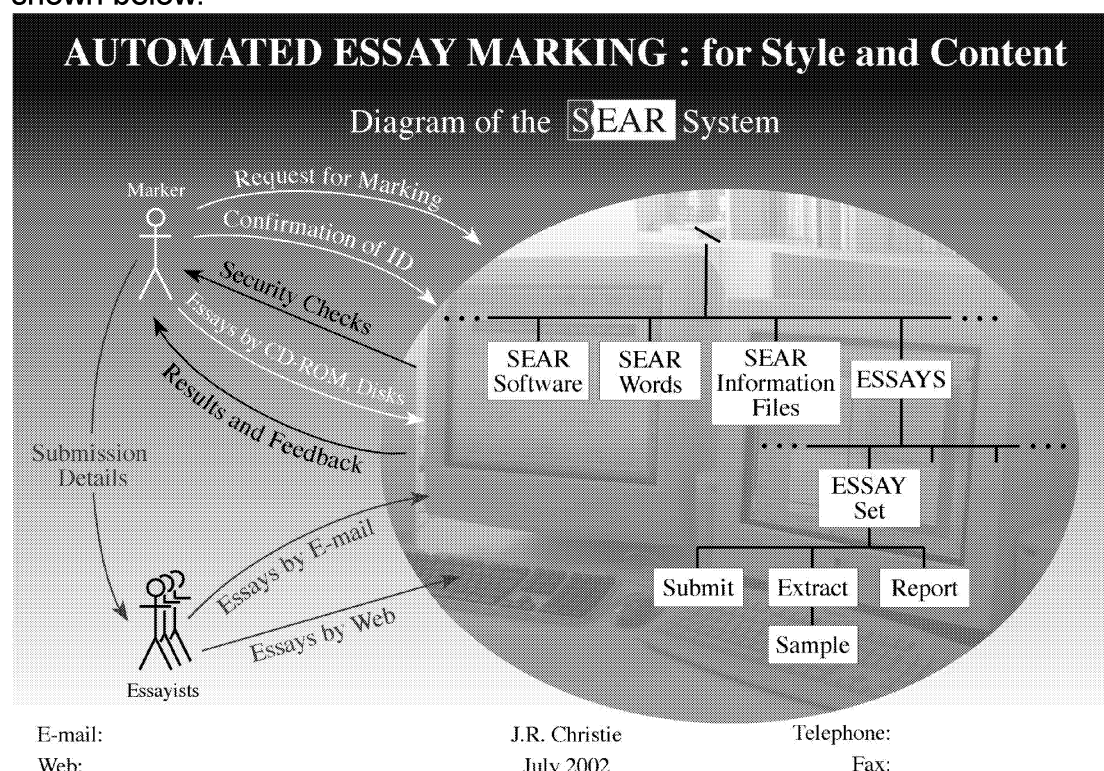 shown below:
AUTOMATED ESSAY MARKING : for Style and Content
Diagram of the SEAR System
Marker
Request for Marking
Confirmation of ID
Security Checks
Essays by CD-ROM, Disks
Results and Feedback
Submission
Details
Essays by E-mail
Essays by Web
Essayists
SEAR
Software
SEAR
Words
SEAR
Information
Files
ESSAYS
ESSAY
Set
Submit
Extract
Report
Sample
E-mail:
J.R. Christie
Telephone:
Web:
July 2002
Fax: